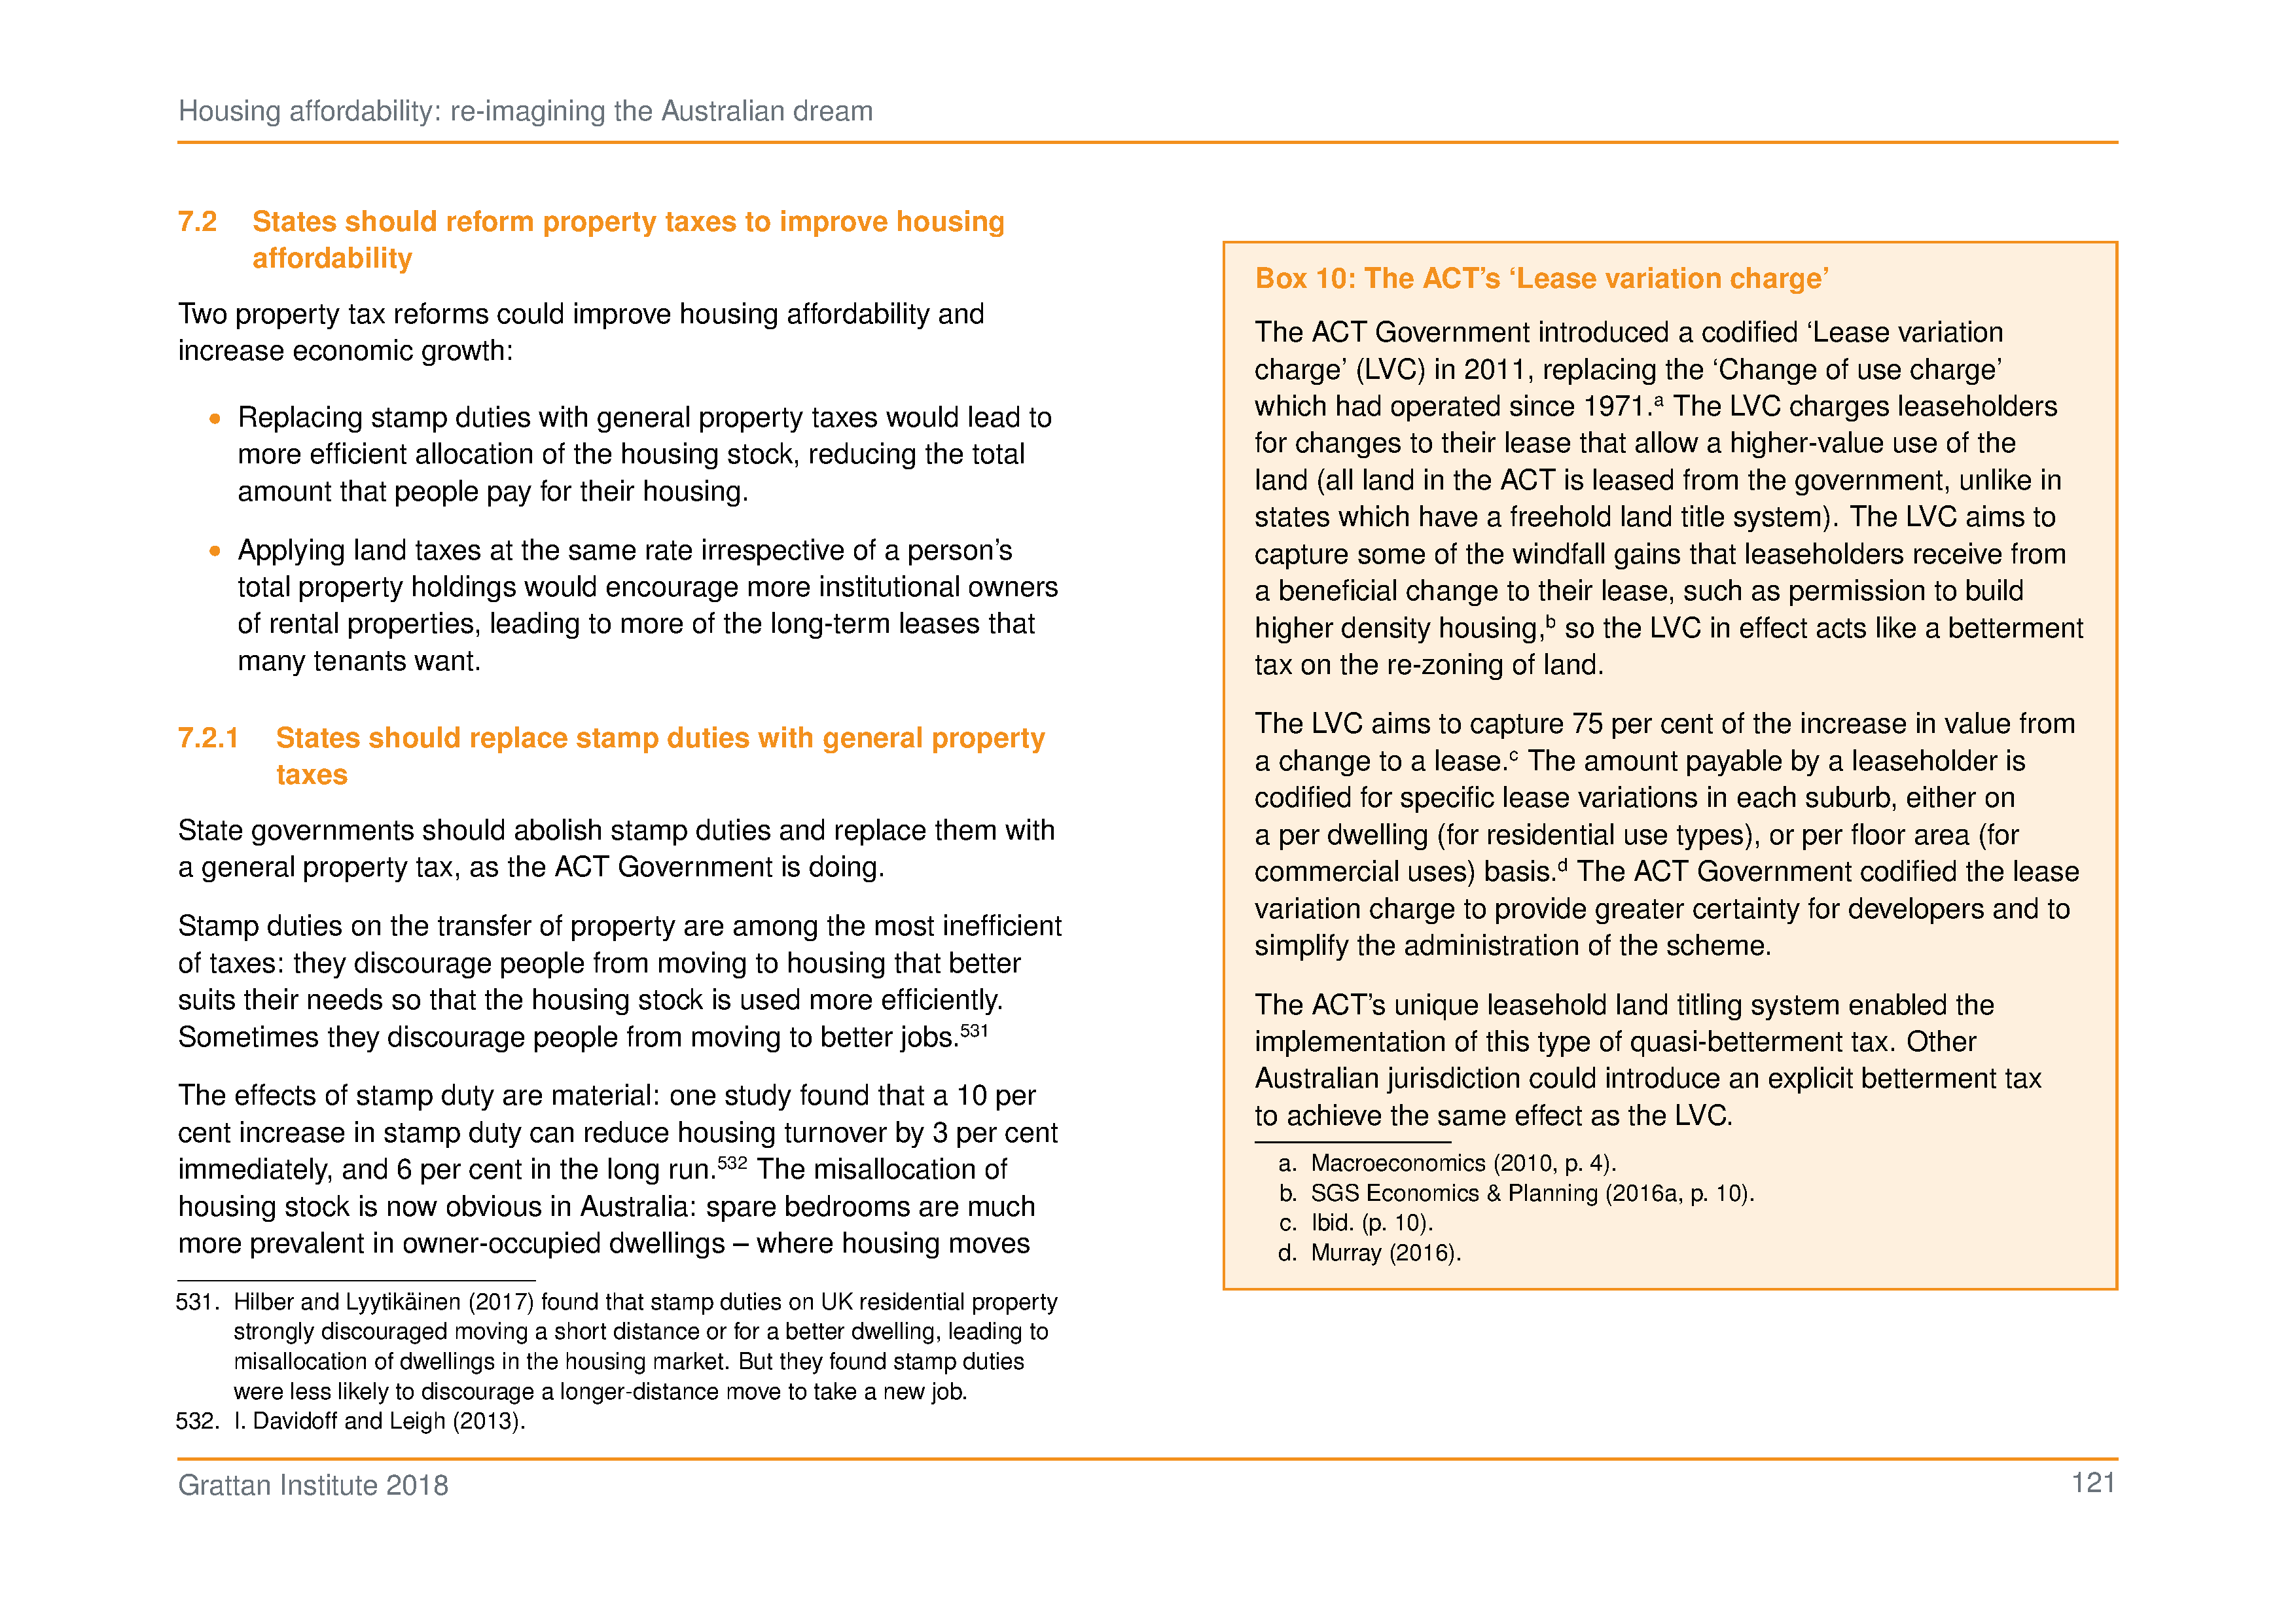 Housing affordability: re-imagining the Australian dream
7.2 States should reform property taxes to improve housing
affordability
Two property tax reforms could improve housing affordability and
increase economic growth:
• Replacing stamp duties with general property taxes would lead to
more efficient allocation of the housing stock, reducing the total
amount that people pay for their housing.
• Applying land taxes at the same rate irrespective of a person’s
total property holdings would encourage more institutional owners
of rental properties, leading to more of the long-term leases that
many tenants want.
7.2.1 States should replace stamp duties with general property
taxes
State governments should abolish stamp duties and replace them with
a general property tax, as the ACT Government is doing.
Stamp duties on the transfer of property are among the most inefficient
of taxes: they discourage people from moving to housing that better
suits their needs so that the housing stock is used more efficiently.
Sometimes they discourage people from moving to better jobs.531
The effects of stamp duty are material: one study found that a 10 per
cent increase in stamp duty can reduce housing turnover by 3 per cent
immediately, and 6 per cent in the long run.532 The misallocation of
housing stock is now obvious in Australia: spare bedrooms are much
more prevalent in owner-occupied dwellings – where housing moves
531. Hilber and Lyytikäinen (2017) found that stamp duties on UK residential property
strongly discouraged moving a short distance or for a better dwelling, leading to
misallocation of dwellings in the housing market. But they found stamp duties
were less likely to discourage a longer-distance move to take a new job.
532. I. Davidoff and Leigh (2013).
Box 10: The ACT’s ‘Lease variation charge’
The ACT Government introduced a codified ‘Lease variation
charge’ (LVC) in 2011, replacing the ‘Change of use charge’
which had operated since 1971.a The LVC charges leaseholders
for changes to their lease that allow a higher-value use of the
land (all land in the ACT is leased from the government, unlike in
states which have a freehold land title system). The LVC aims to
capture some of the windfall gains that leaseholders receive from
a beneficial change to their lease, such as permission to build
higher density housing,b so the LVC in effect acts like a betterment
tax on the re-zoning of land.
The LVC aims to capture 75 per cent of the increase in value from
a change to a lease.c The amount payable by a leaseholder is
codified for specific lease variations in each suburb, either on
a per dwelling (for residential use types), or per floor area (for
commercial uses) basis.d The ACT Government codified the lease
variation charge to provide greater certainty for developers and to
simplify the administration of the scheme.
The ACT’s unique leasehold land titling system enabled the
implementation of this type of quasi-betterment tax. Other
Australian jurisdiction could introduce an explicit betterment tax
to achieve the same effect as the LVC.
a. Macroeconomics (2010, p. 4).
b. SGS Economics & Planning (2016a, p. 10).
c. Ibid. (p. 10).
d. Murray (2016).
Grattan Institute 2018
121